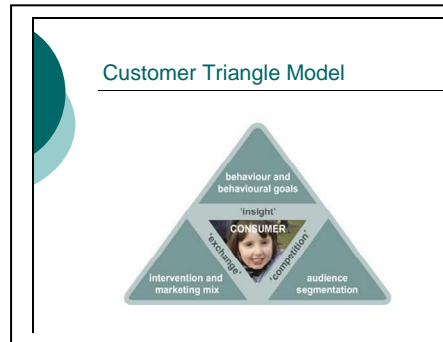 Customer Triangle Model
behaviour and
behavioural goals
'insight'
CONSUMER
'exchange'
'competition'
intervention and
marketing mix
audience
segmentation